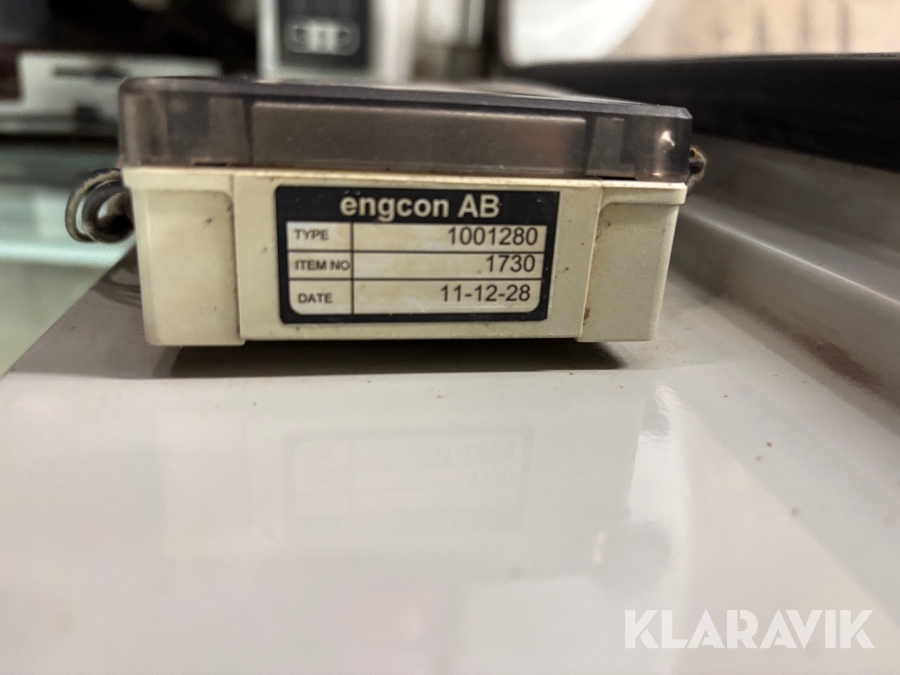 engcon AB
TYPE 1001280
ITEM NO 1730
DATE 11-12-28
KLARAVIK